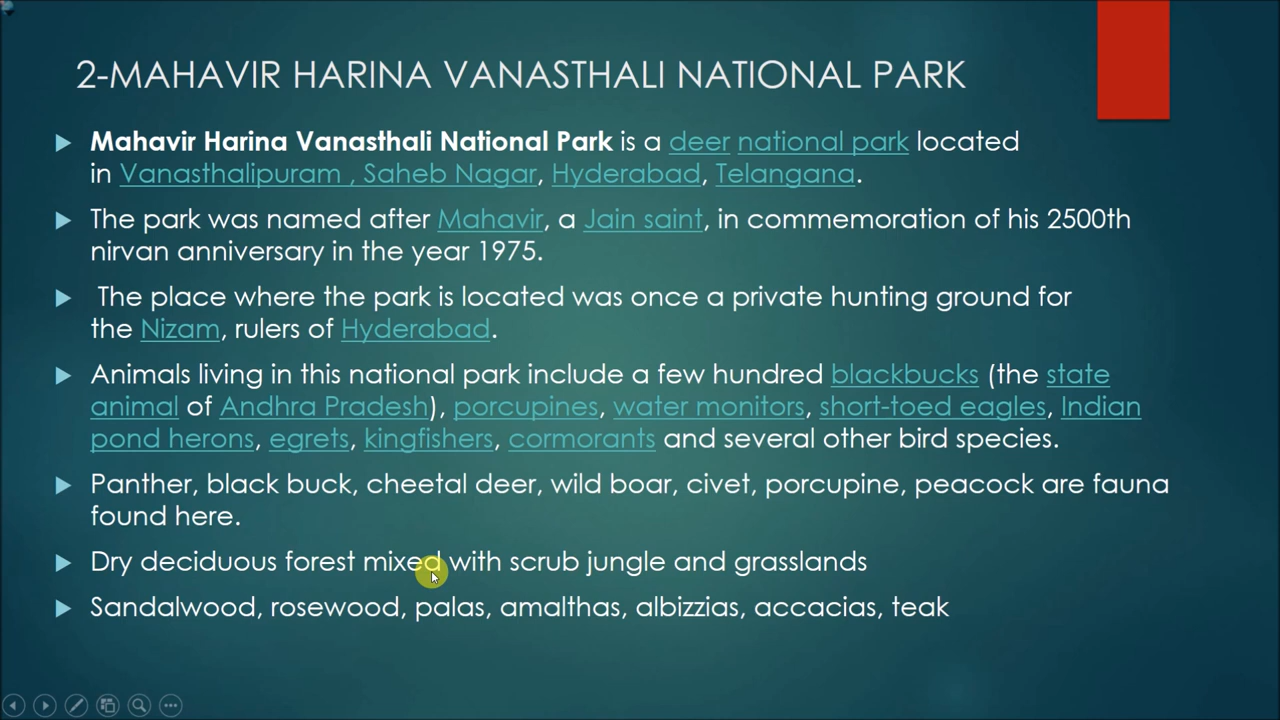 2-MAHAVIR HARINA VANASTHALI NATIONAL PARK
Mahavir Harina Vanasthali National Park is a deer national park located
in Vanasthalipuram , Saheb Nagar, Hyderabad, Telangana.
The park was named after Mahavir, a Jain saint, in commemoration of his 2500th
nirvan anniversary in the year 1975.
The place where the park is located was once a private hunting ground for
the Nizam, rulers of Hyderabad.
Animals living in this national park include a few hundred blackbucks (the state
animal of Andhra Pradesh), porcupines, water monitors, short-toed eagles, Indian
pond herons, egrets, kingfishers, cormorants and several other bird species.
Panther, black buck, cheetal deer, wild boar, civet, porcupine, peacock are fauna
found here.
Dry deciduous forest mixed with scrub jungle and grasslands
Sandalwood, rosewood, palas, amalthas, albizzias, accacias, teak